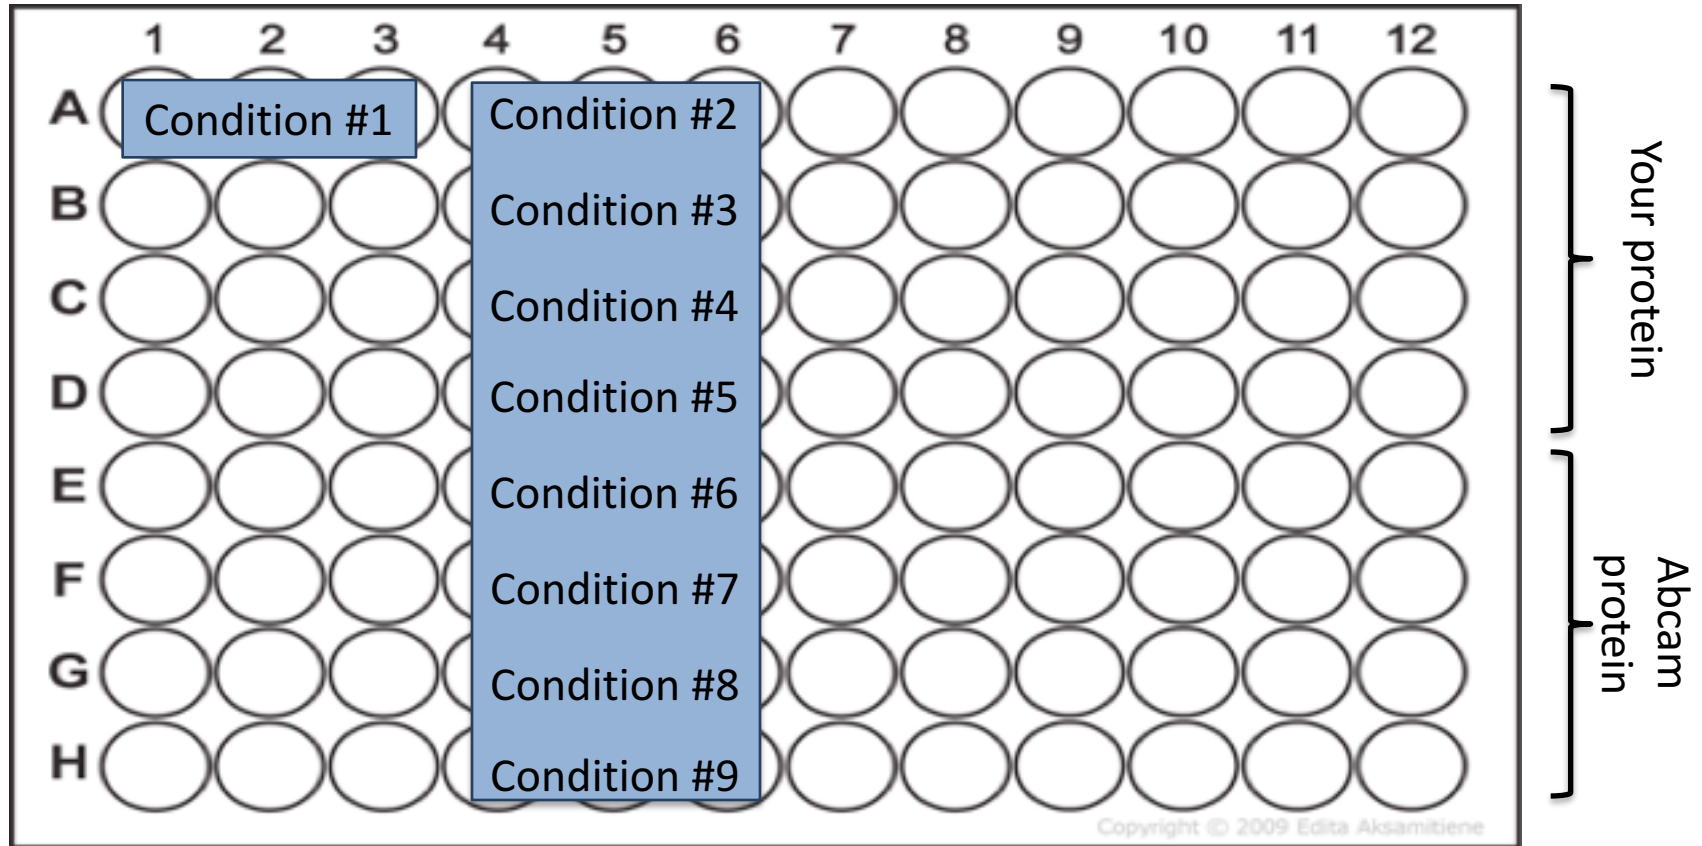 1 2 3 4 5 6 7 8 9 10 11 12
A Condition #1 Condition #2
B Condition #3
C Condition #4
D Condition #5
E Condition #6
F Condition #7
G Condition #8
H Condition #9
Your protein
Abcam
protein
Copyright © 2009 Edita Aksamitiene